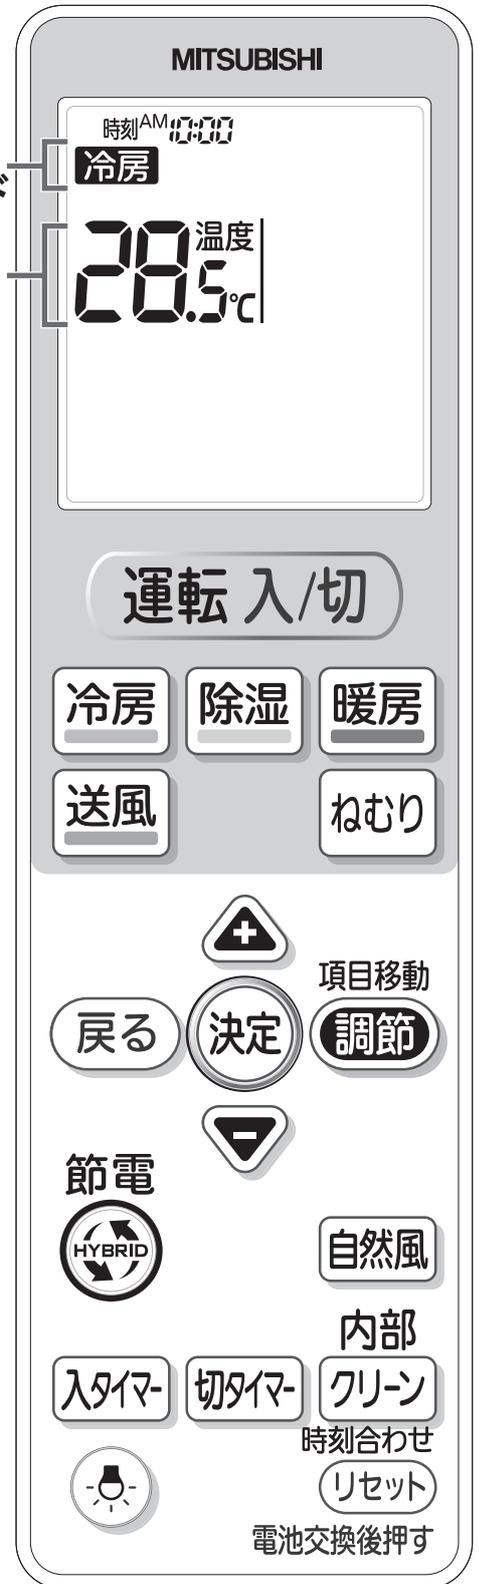 MITSUBISHI
時刻AM10:00
冷房
温度
28.5℃
運転 入/切
冷房 除湿 暖房
送風 ねむり
+
項目移動
戻る 決定 調節
-
節電
HYBRID
自然風
内部
入タイマー 切タイマー クリーン
時刻合わせ
リセット
電池交換後押す